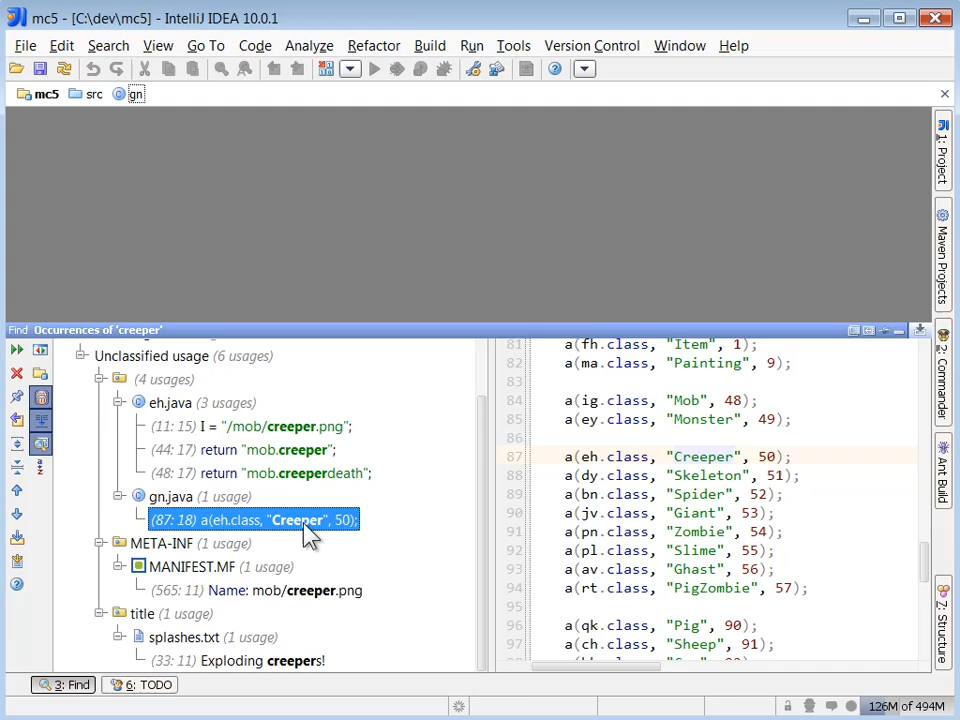 mc5 - [C:\dev\mc5] - IntelliJ IDEA 10.0.1
File Edit Search View Go To Code Analyze Refactor Build Run Tools Version Control Window Help
mc5 src gn
1: Project
Maven Projects
2: Commander
Ant Build
7: Structure
Find Occurrences of 'creeper'
Unclassified usage (6 usages)
(4 usages)
eh.java (3 usages)
(11: 15) I = "/mob/creeper.png";
(44: 17) return "mob.creeper";
(48: 17) return "mob.creeperdeath";
gn.java (1 usage)
(87: 18) a(eh.class, "Creeper", 50);
META-INF (1 usage)
MANIFEST.MF (1 usage)
(565: 11) Name: mob/creeper.png
title (1 usage)
splashes.txt (1 usage)
(33: 11) Exploding creepers!
81 a(fh.class, "Item", 1);
82 a(ma.class, "Painting", 9);
83
84 a(ig.class, "Mob", 48);
85 a(ey.class, "Monster", 49);
86
87 a(eh.class, "Creeper", 50);
88 a(dy.class, "Skeleton", 51);
89 a(bn.class, "Spider", 52);
90 a(jv.class, "Giant", 53);
91 a(pn.class, "Zombie", 54);
92 a(pl.class, "Slime", 55);
93 a(av.class, "Ghast", 56);
94 a(rt.class, "PigZombie", 57);
95
96 a(qk.class, "Pig", 90);
97 a(ch.class, "Sheep", 91);
3: Find 6: TODO
126M of 494M